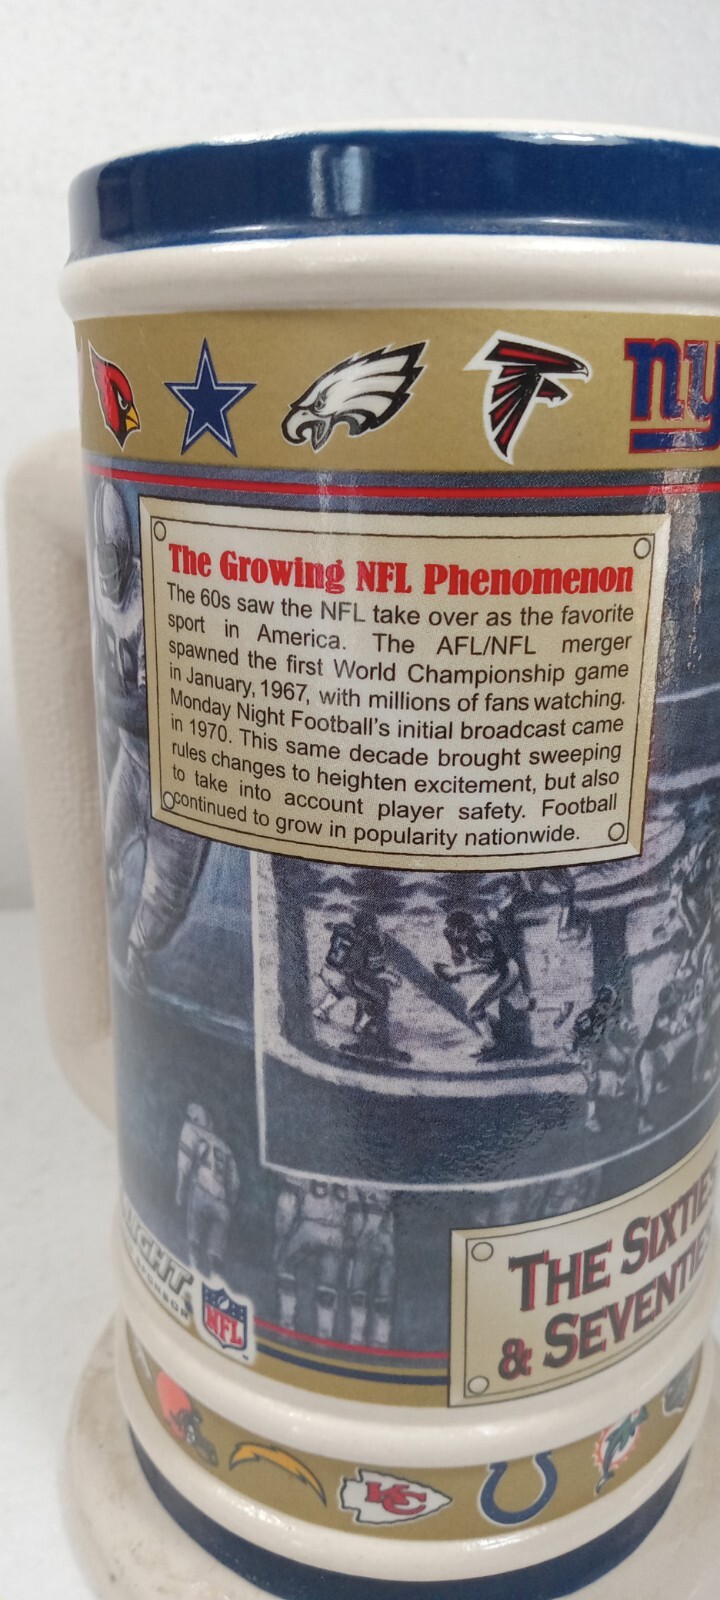 ny
The Growing NFL Phenomenon
The 60s saw the NFL take over as the favorite
sport in America. The AFL/NFL merger
spawned the first World Championship game
in January, 1967, with millions of fans watching.
Monday Night Football's initial broadcast came
in 1970. This same decade brought sweeping
rules changes to heighten excitement, but also
to take into account player safety. Football
continued to grow in popularity nationwide.
THE SIXTIES
& SEVENTIES
NFL
KC